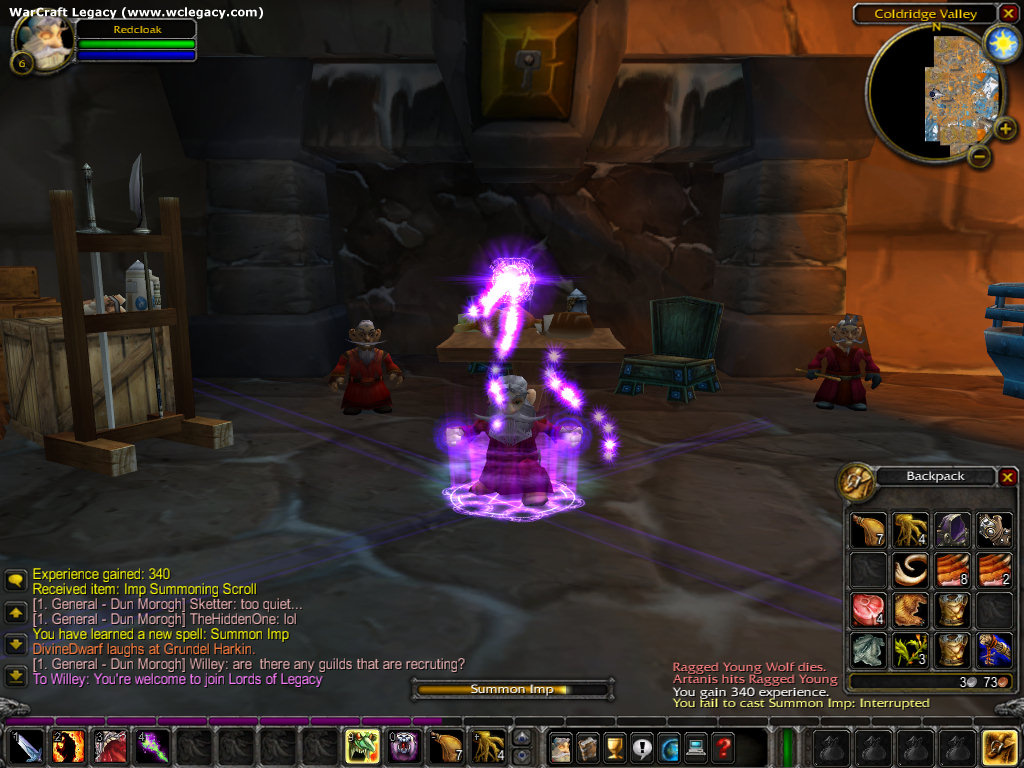 WarCraft Legacy (www.wclegacy.com)
Redcloak
6
Coldridge Valley
N
Backpack
7 4
8 2
4
3
3 73
Experience gained: 340
Received item: Imp Summoning Scroll
[1. General - Dun Morogh] Sketter: too quiet...
[1. General - Dun Morogh] TheHiddenOne: lol
You have learned a new spell: Summon Imp
DivineDwarf laughs at Grundel Harkin.
[1. General - Dun Morogh] Willey: are there any guilds that are recruting?
To Willey: You're welcome to join Lords of Legacy
Summon Imp
Ragged Young Wolf dies.
Artanis hits Ragged Young
You gain 340 experience.
You fail to cast Summon Imp: Interrupted
1 2 3 4 9 7 4